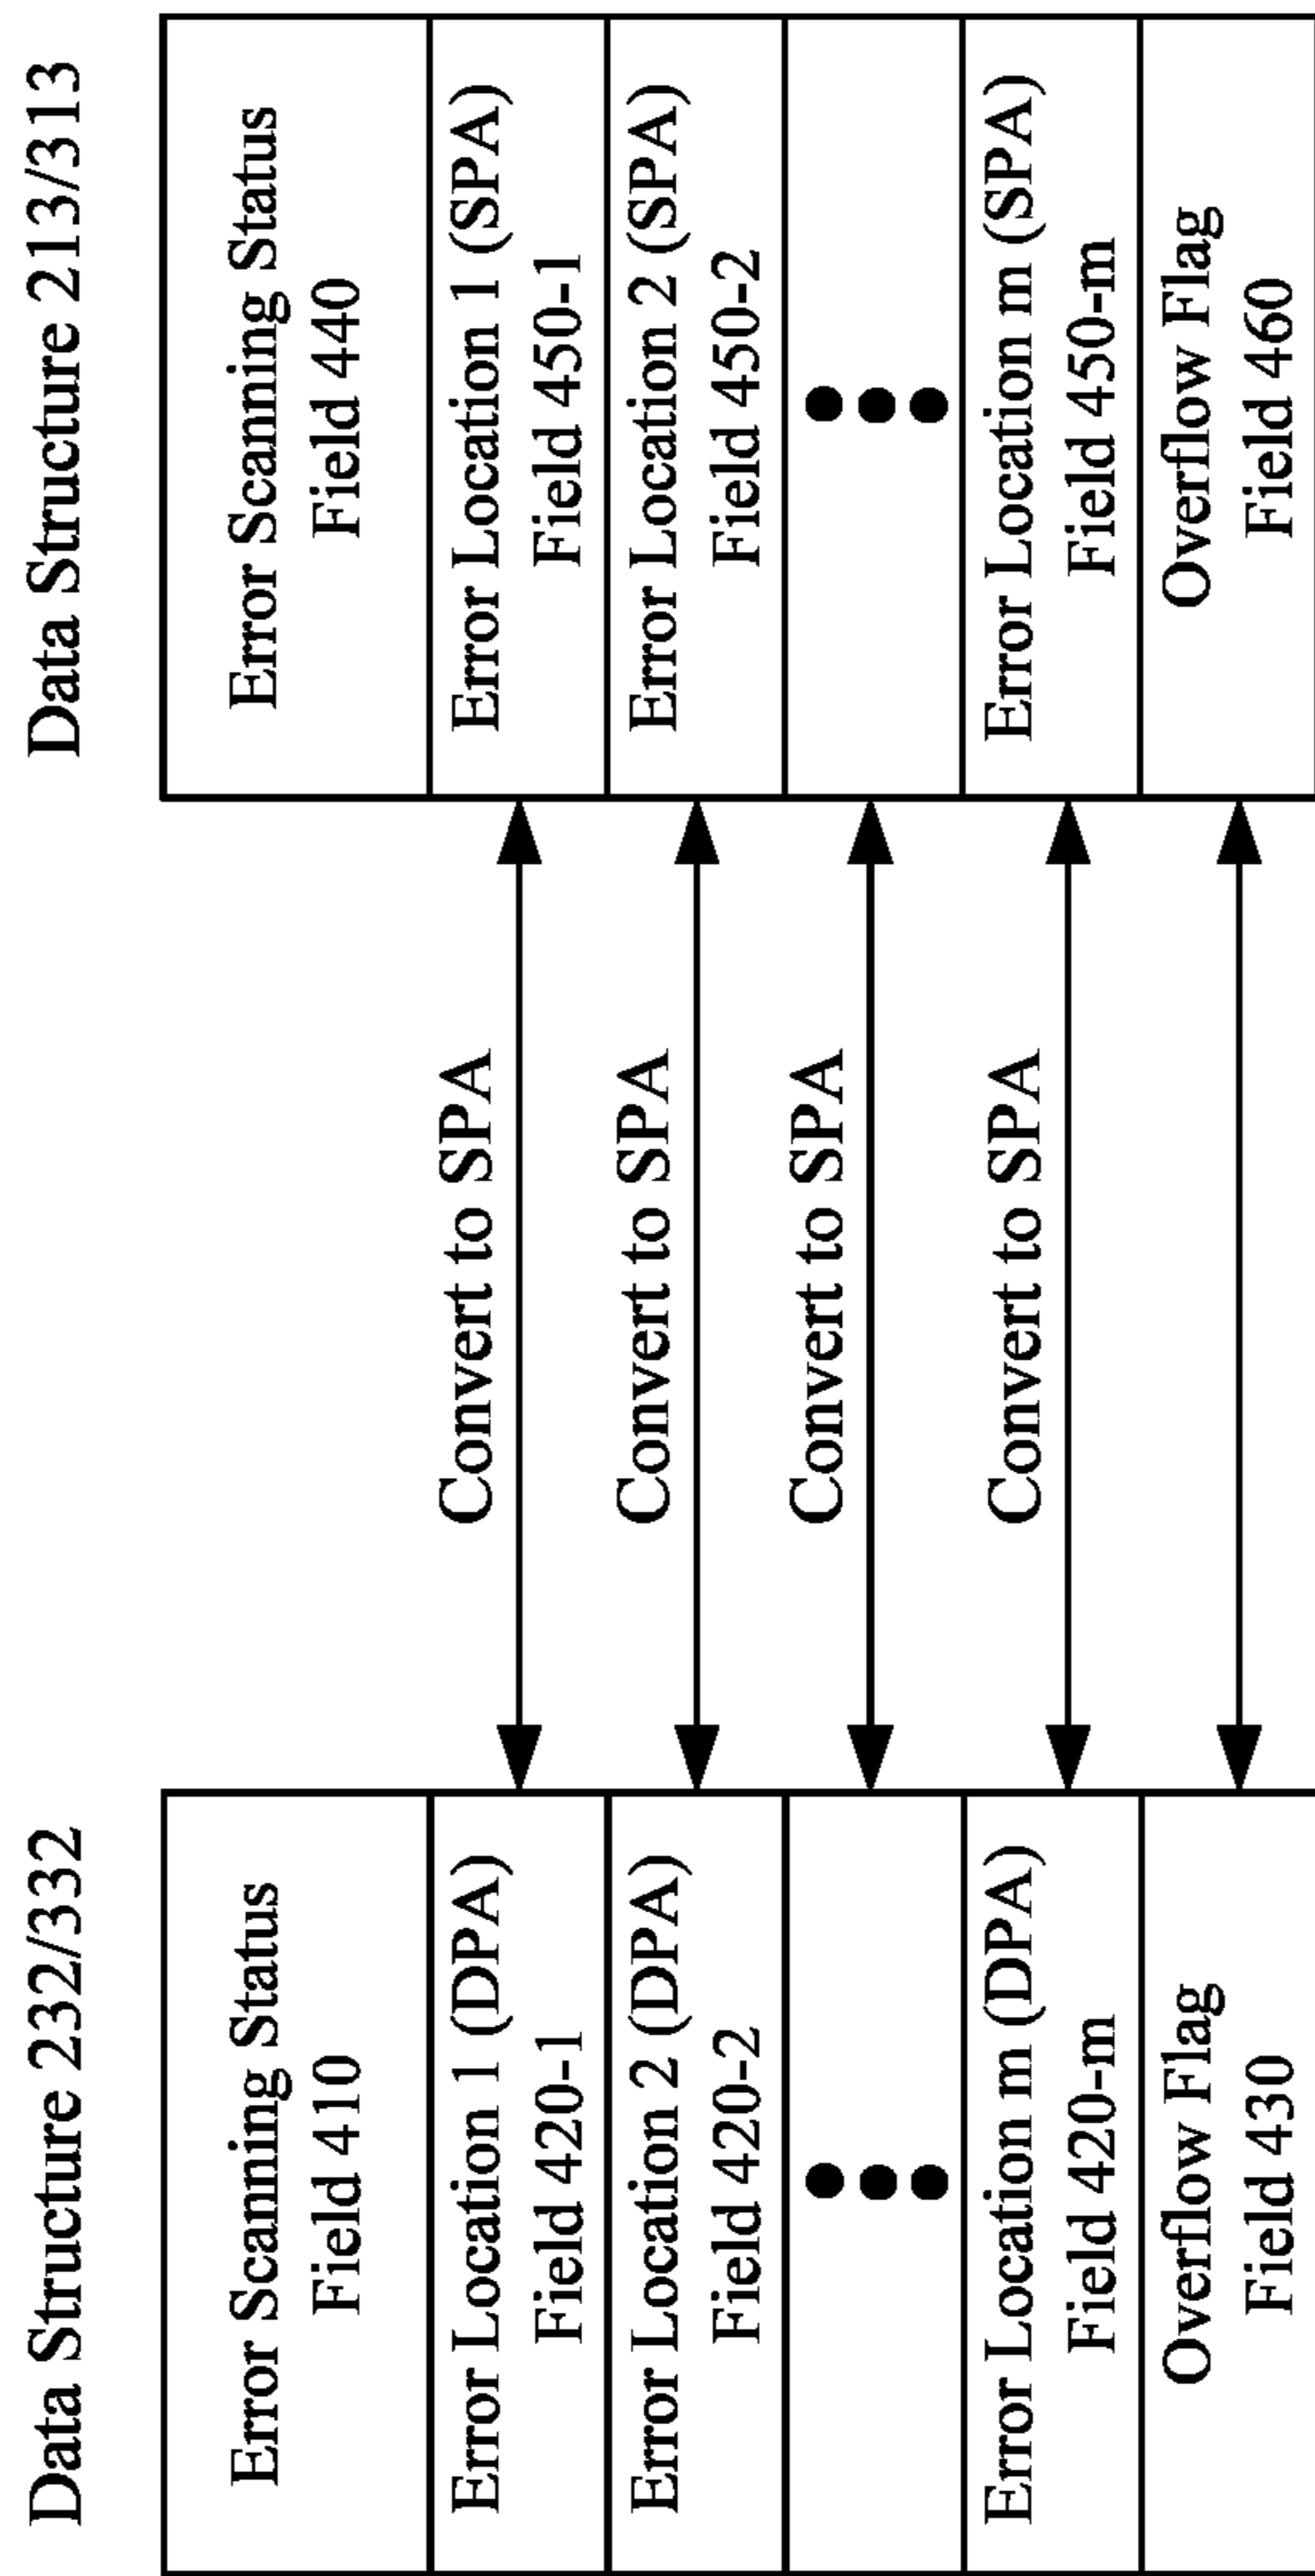 Data Structure 232/332
Error Scanning Status
Field 410
Error Location 1 (DPA)
Field 420-1
Error Location 2 (DPA)
Field 420-2
Error Location m (DPA)
Field 420-m
Overflow Flag
Field 430
Convert to SPA
Convert to SPA
Convert to SPA
Convert to SPA
Data Structure 213/313
Error Scanning Status
Field 440
Error Location 1 (SPA)
Field 450-1
Error Location 2 (SPA)
Field 450-2
Error Location m (SPA)
Field 450-m
Overflow Flag
Field 460